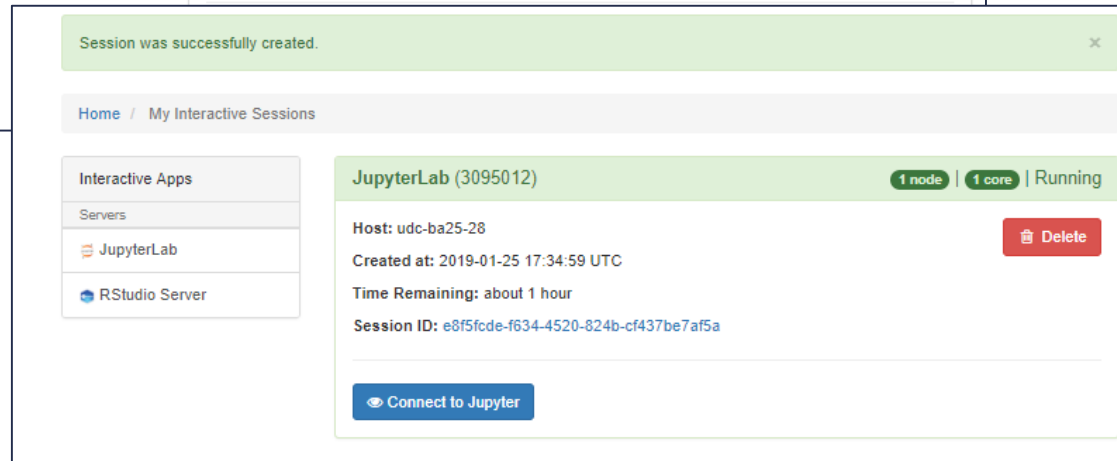 Session was successfully created. ×
Home / My Interactive Sessions
Interactive Apps
Servers
JupyterLab
RStudio Server
JupyterLab (3095012) 1 node | 1 core | Running
Host: udc-ba25-28
Delete
Created at: 2019-01-25 17:34:59 UTC
Time Remaining: about 1 hour
Session ID: e8f5fcde-f634-4520-824b-cf437be7af5a
Connect to Jupyter